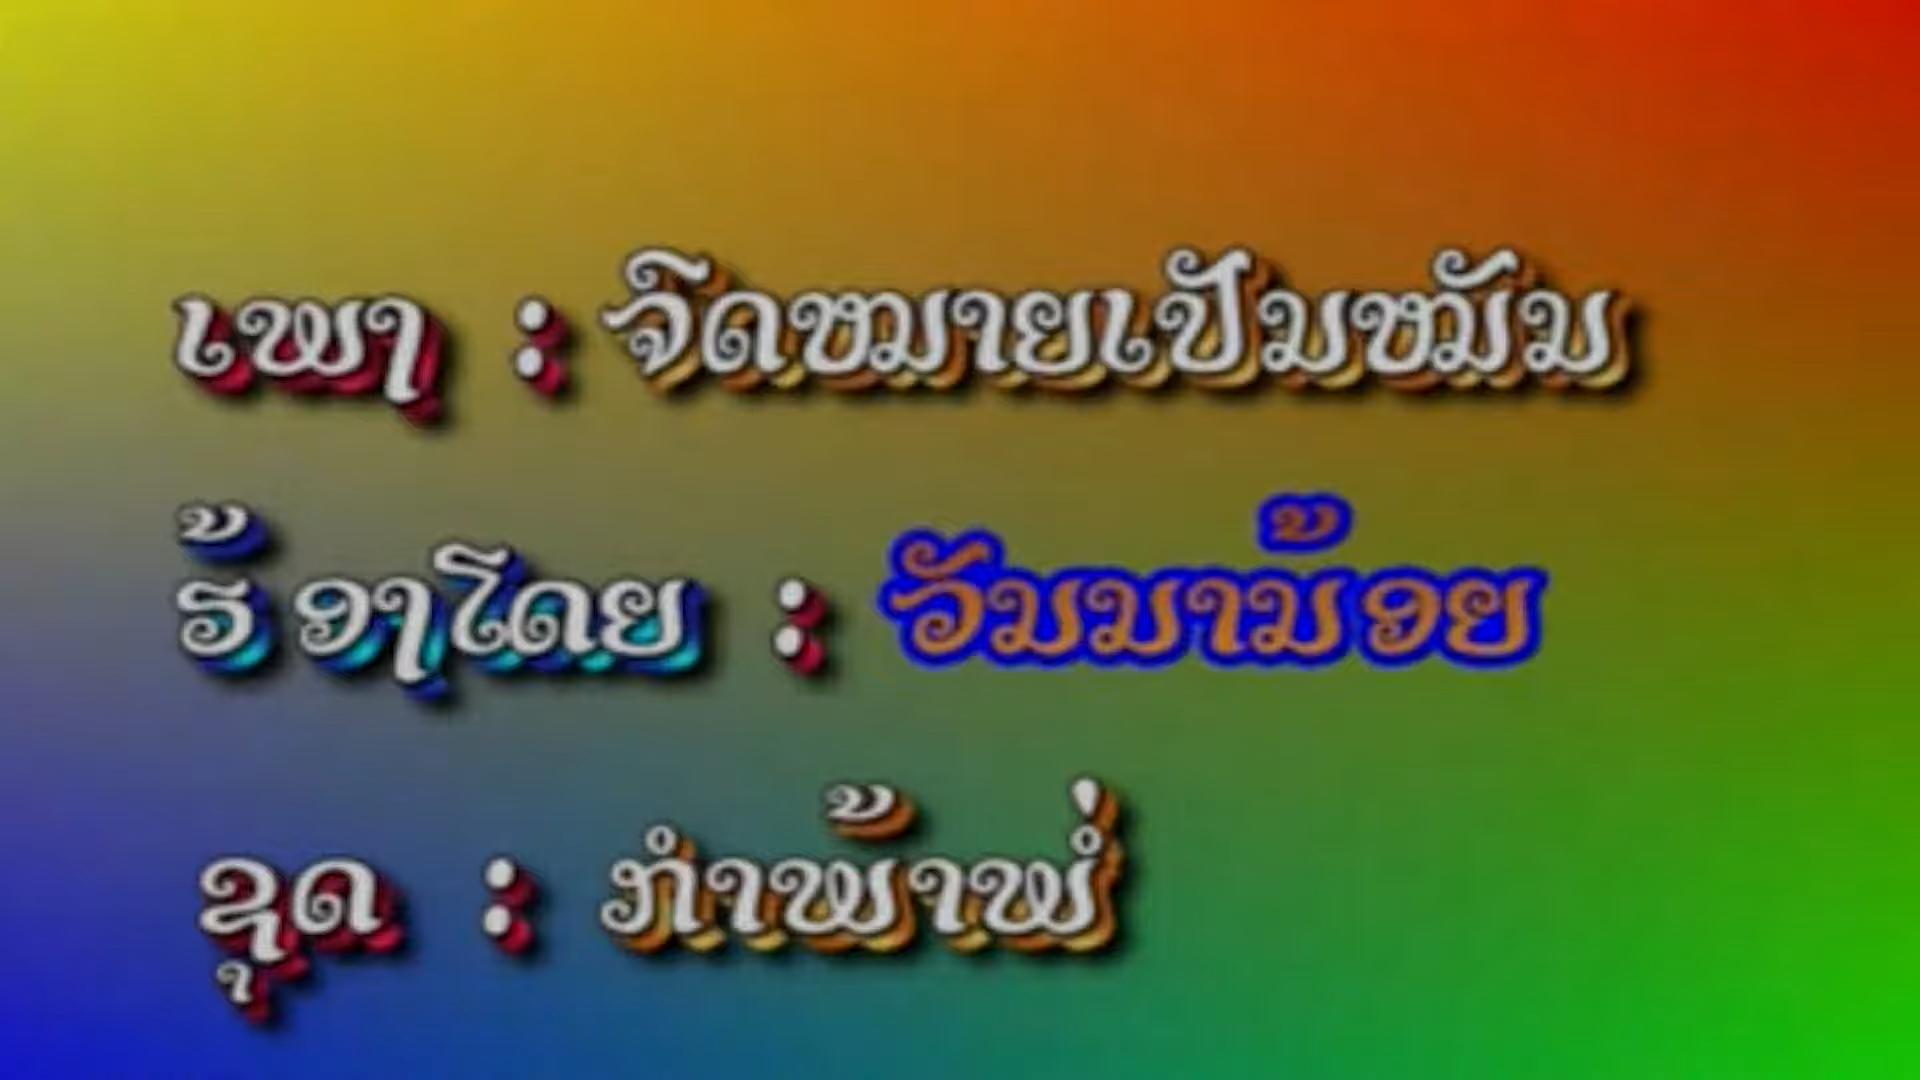 ເພງ : ຈົດໝາຍເປັນໝັນ
ຮ້ອງໂດຍ : ວັນນານ້ອຍ
ຊຸດ : ກຳພ້າພໍ່